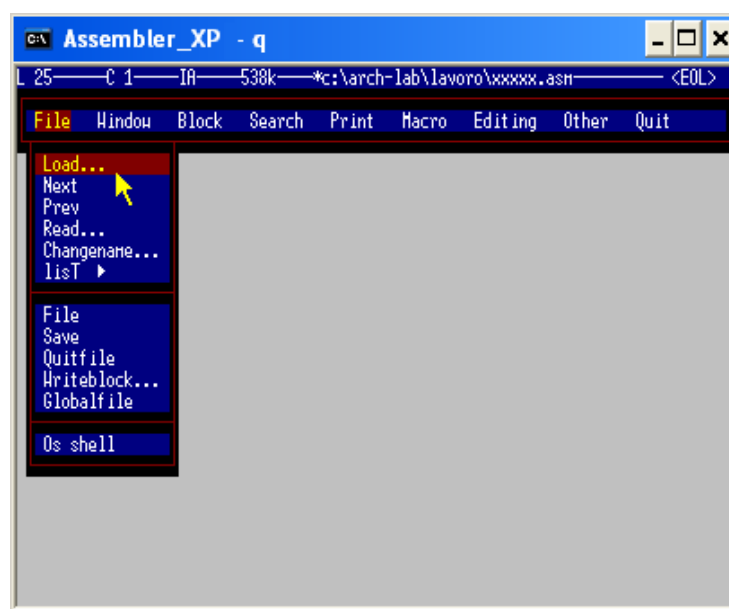 Assembler_XP - q
L 25 C 1 IA 538k *c:\arch-lab\lavoro\xxxxx.asm <EOL>
File Window Block Search Print Macro Editing Other Quit
Load...
Next
Prev
Read...
Changename...
lisT
File
Save
Quitfile
Writeblock...
Globalfile
Os shell